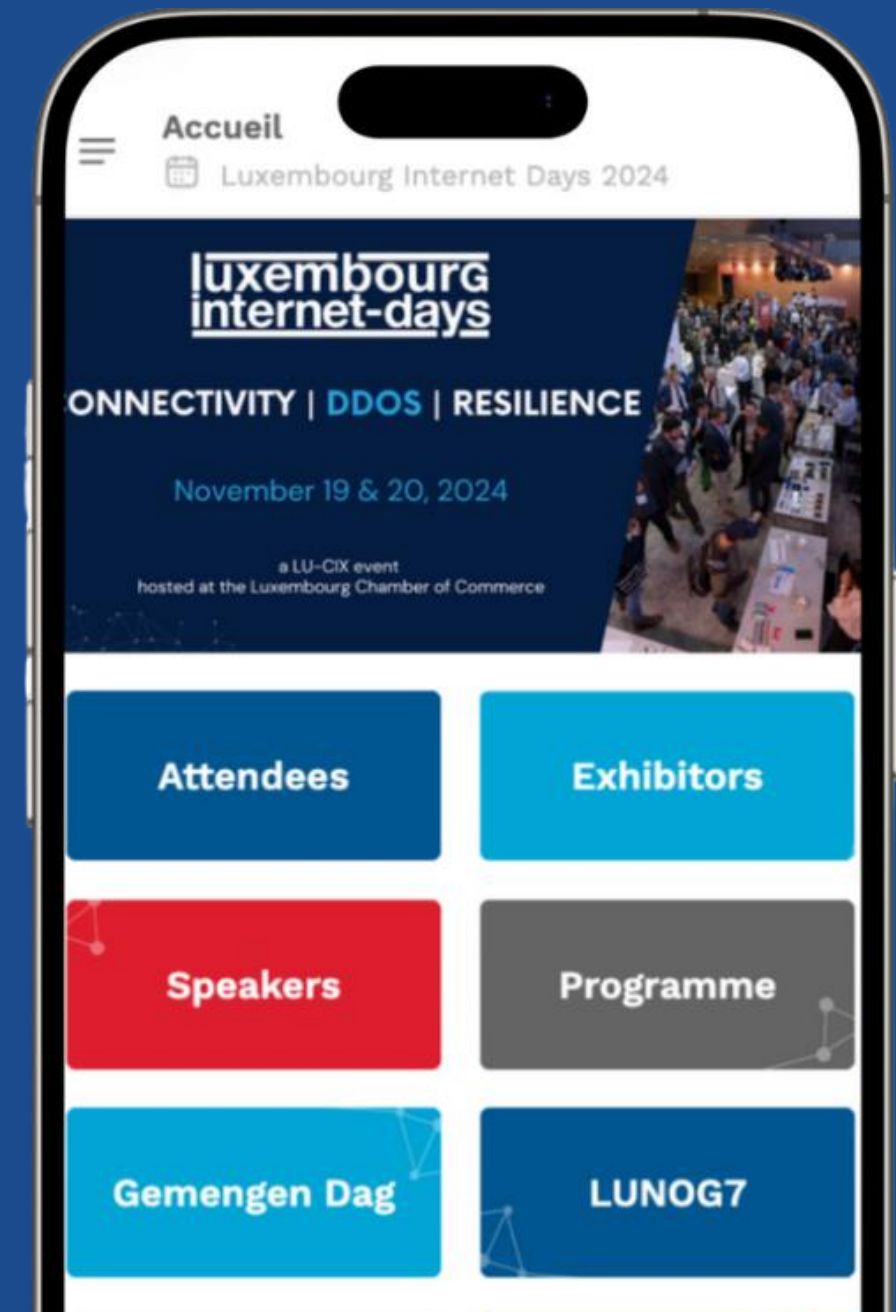 Accueil
Luxembourg Internet Days 2024
luxembourg
internet-days
ONNECTIVITY | DDOS | RESILIENCE
November 19 & 20, 2024
a LU-CIX event
hosted at the Luxembourg Chamber of Commerce
Attendees
Exhibitors
Speakers
Programme
Gemengen Dag
LUNOG7